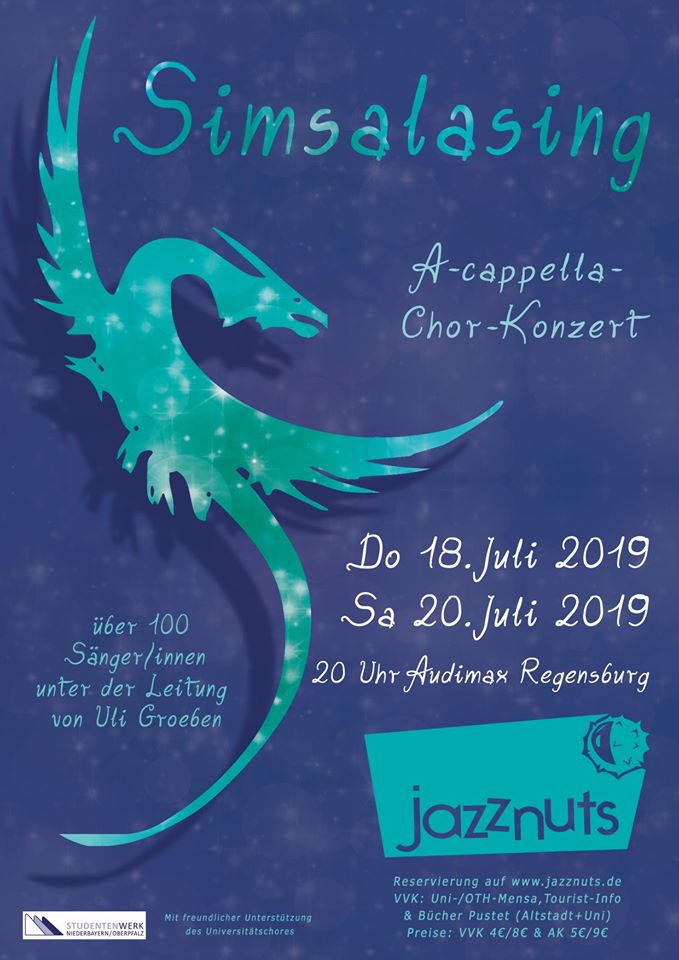 Simsalasing
A-cappella-
Chor-Konzert
Do 18. Juli 2019
Sa 20. Juli 2019
20 Uhr Audimax Regensburg
über 100
Sänger/innen
unter der Leitung
von Uli Groeben
jazznuts
Reservierung auf www.jazznuts.de
VVK: Uni-/OTH-Mensa,Tourist-Info
& Bücher Pustet (Altstadt+Uni)
Preise: VVK 4€/8€ & AK 5€/9€
STUDENTENWERK
NIEDERBAYERN/OBERPFALZ
Mit freundlicher Unterstützung
des Universitätschores